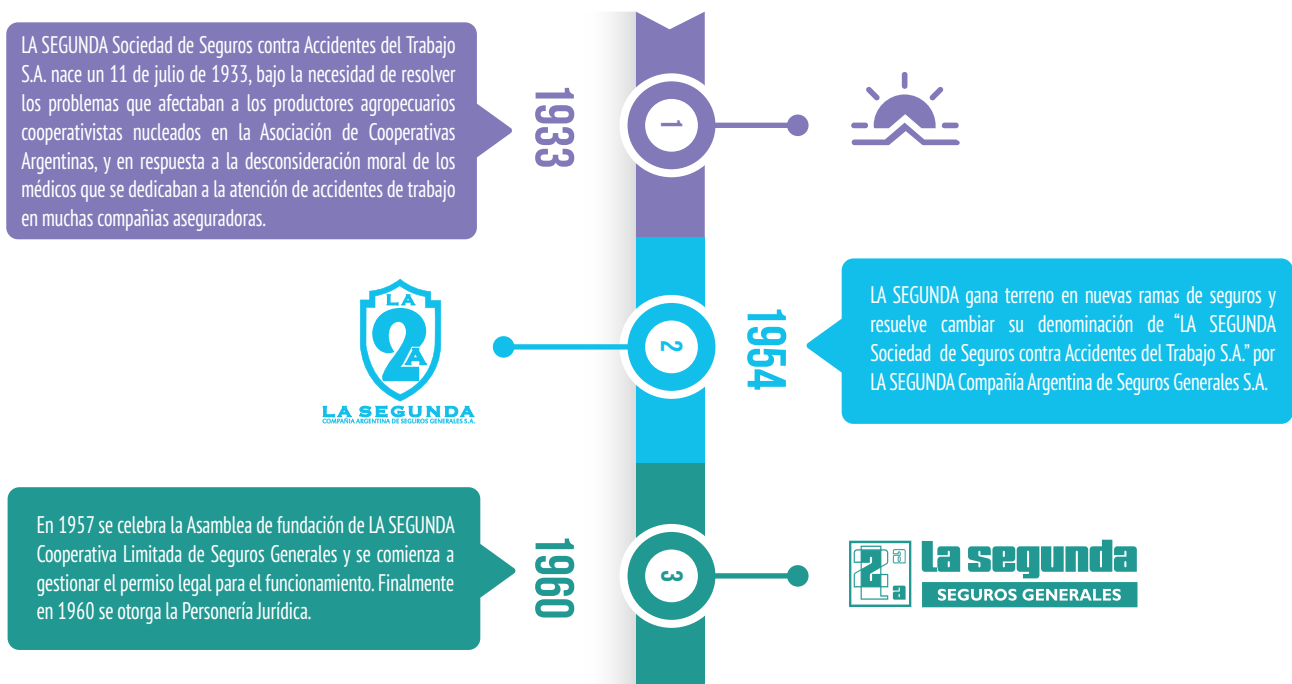 LA SEGUNDA Sociedad de Seguros contra Accidentes del Trabajo
S.A. nace un 11 de julio de 1933, bajo la necesidad de resolver
los problemas que afectaban a los productores agropecuarios
cooperativistas nucleados en la Asociación de Cooperativas
Argentinas, y en respuesta a la desconsideración moral de los
médicos que se dedicaban a la atención de accidentes de trabajo
en muchas compañias aseguradoras.
1933
1
LA
2A
LA SEGUNDA
COMPAÑIA ARGENTINA DE SEGUROS GENERALES S.A.
2
1954
LA SEGUNDA gana terreno en nuevas ramas de seguros y
resuelve cambiar su denominación de “LA SEGUNDA
Sociedad de Seguros contra Accidentes del Trabajo S.A.” por
LA SEGUNDA Compañía Argentina de Seguros Generales S.A.
En 1957 se celebra la Asamblea de fundación de LA SEGUNDA
Cooperativa Limitada de Seguros Generales y se comienza a
gestionar el permiso legal para el funcionamiento. Finalmente
en 1960 se otorga la Personería Jurídica.
1960
3
2a
la segunda
SEGUROS GENERALES